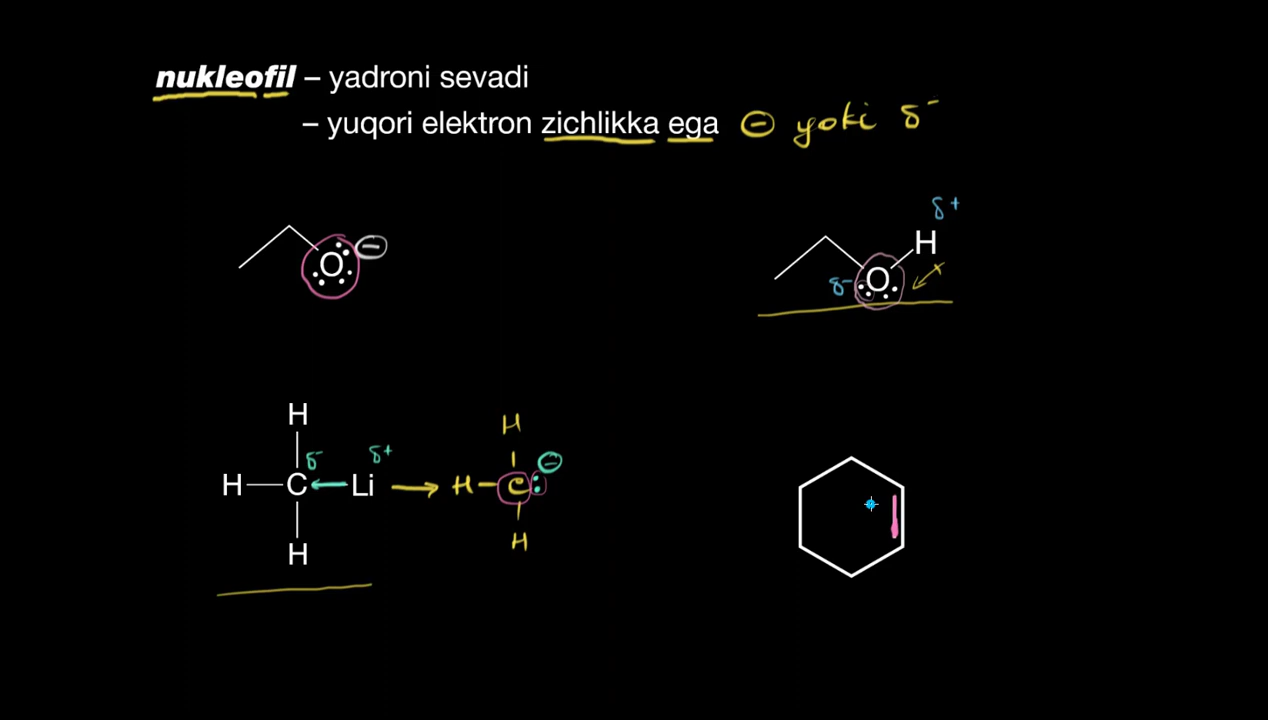 nukleofil – yadroni sevadi
– yuqori elektron zichlikka ega ⊖ yoki δ⁻
O ⊖
δ⁺
H
δ⁻ O
H
H C Li
δ⁻ δ⁺
H
H
H C : ⊖
H